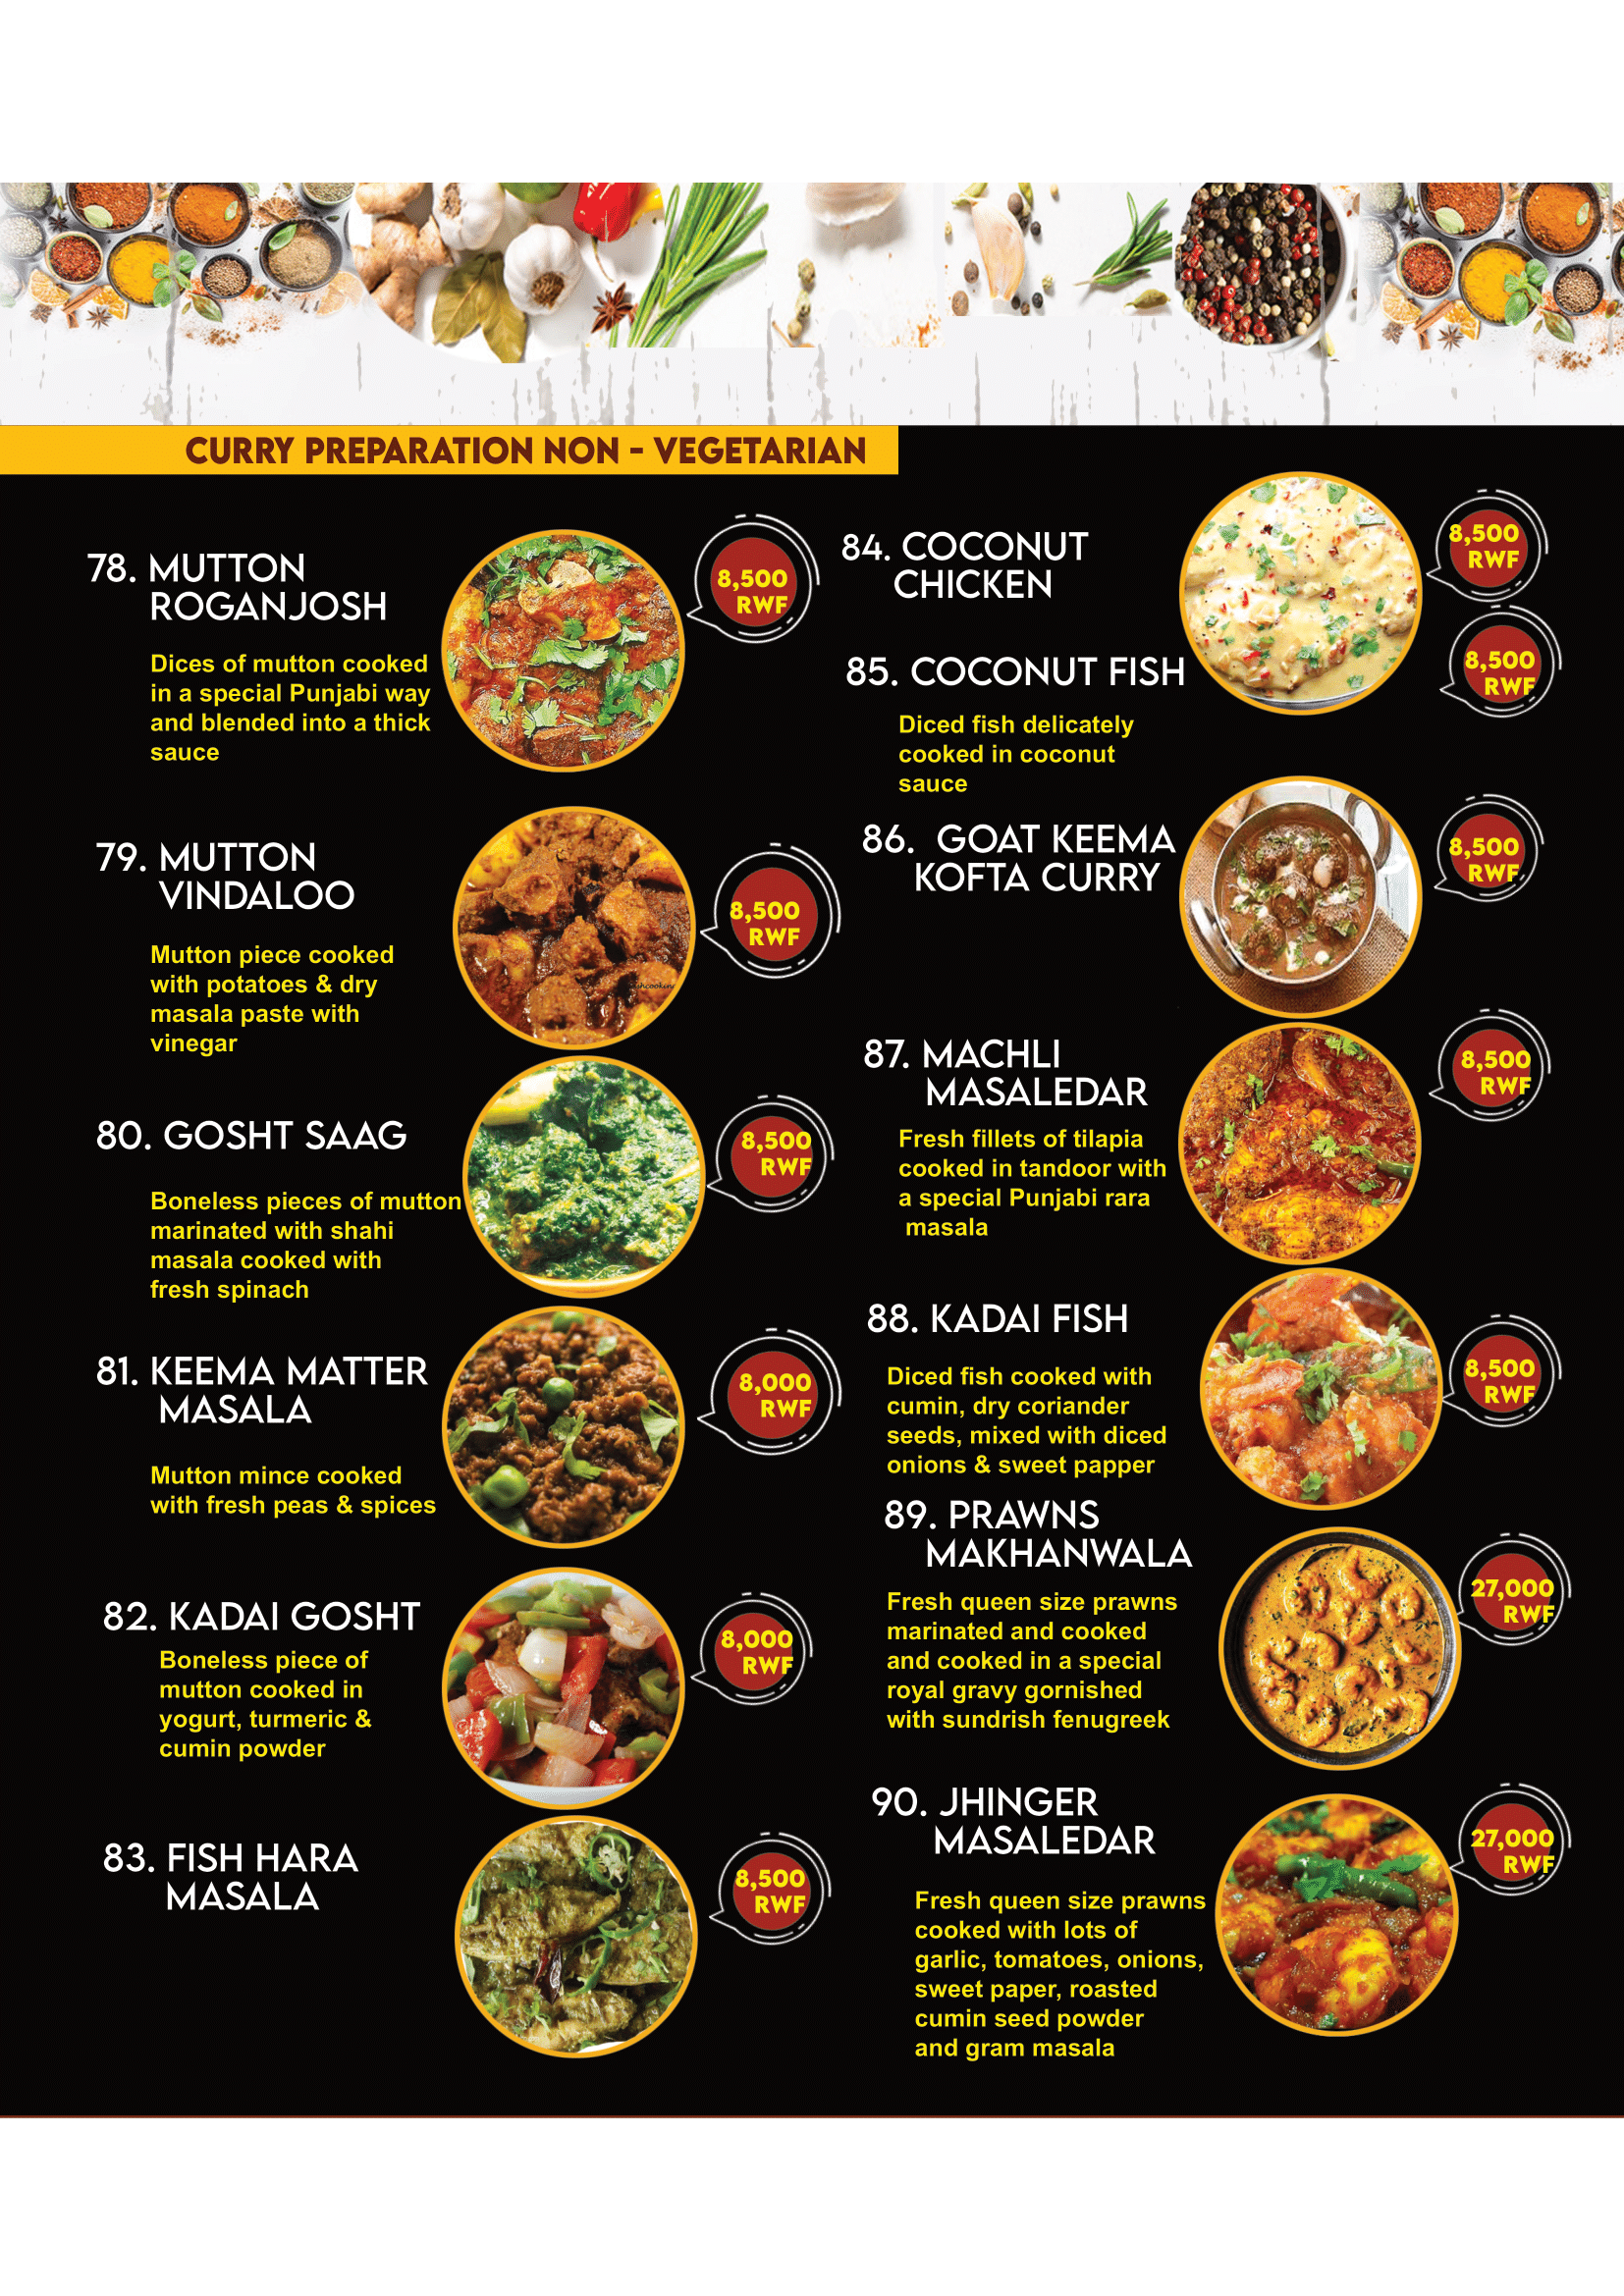 CURRY PREPARATION NON - VEGETARIAN
78. MUTTON
ROGANJOSH
8,500
RWF
Dices of mutton cooked
in a special Punjabi way
and blended into a thick
sauce
79. MUTTON
VINDALOO
8,500
RWF
Mutton piece cooked
with potatoes & dry
masala paste with
vinegar
80. GOSHT SAAG
8,500
RWF
Boneless pieces of mutton
marinated with shahi
masala cooked with
fresh spinach
81. KEEMA MATTER
MASALA
8,000
RWF
Mutton mince cooked
with fresh peas & spices
82. KADAI GOSHT
8,000
RWF
Boneless piece of
mutton cooked in
yogurt, turmeric &
cumin powder
83. FISH HARA
MASALA
8,500
RWF
84. COCONUT
CHICKEN
8,500
RWF
85. COCONUT FISH
8,500
RWF
Diced fish delicately
cooked in coconut
sauce
86. GOAT KEEMA
KOFTA CURRY
8,500
RWF
87. MACHLI
MASALEDAR
8,500
RWF
Fresh fillets of tilapia
cooked in tandoor with
a special Punjabi rara
masala
88. KADAI FISH
8,500
RWF
Diced fish cooked with
cumin, dry coriander
seeds, mixed with diced
onions & sweet papper
89. PRAWNS
MAKHANWALA
27,000
RWF
Fresh queen size prawns
marinated and cooked
and cooked in a special
royal gravy gornished
with sundrish fenugreek
90. JHINGER
MASALEDAR
27,000
RWF
Fresh queen size prawns
cooked with lots of
garlic, tomatoes, onions,
sweet paper, roasted
cumin seed powder
and gram masala